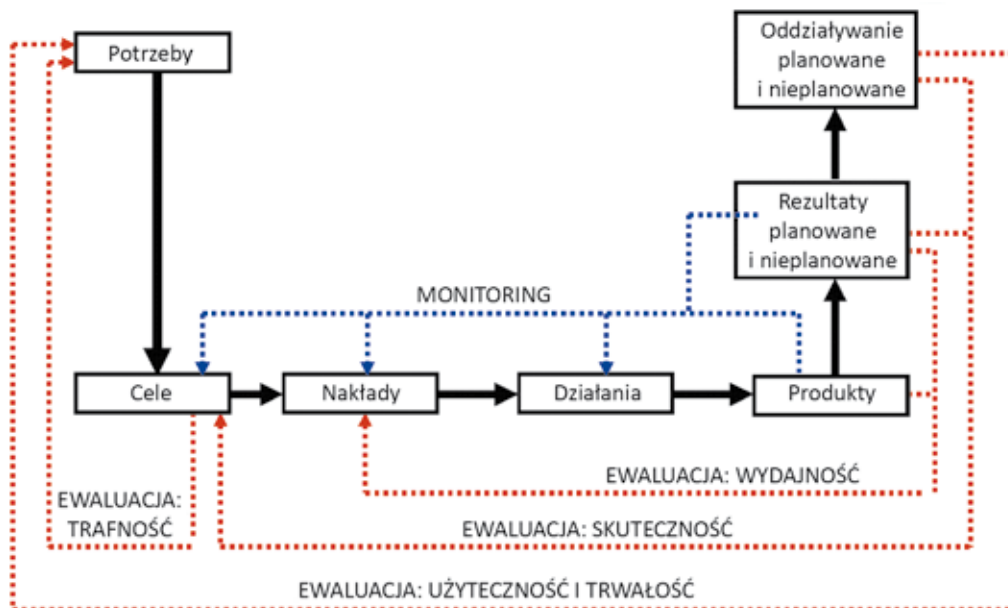 Potrzeby
Oddziaływanie
planowane
i nieplanowane
Rezultaty
planowane
i nieplanowane
MONITORING
Cele
Nakłady
Działania
Produkty
EWALUACJA: WYDAJNOŚĆ
EWALUACJA:
TRAFNOŚĆ
EWALUACJA: SKUTECZNOŚĆ
EWALUACJA: UŻYTECZNOŚĆ I TRWAŁOŚĆ